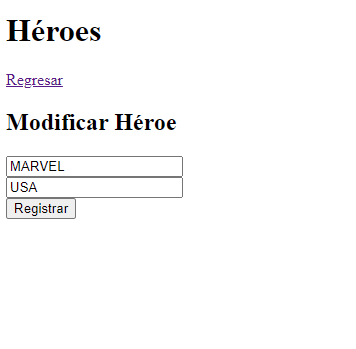 Héroes
Regresar
Modificar Héroe
MARVEL
USA
Registrar